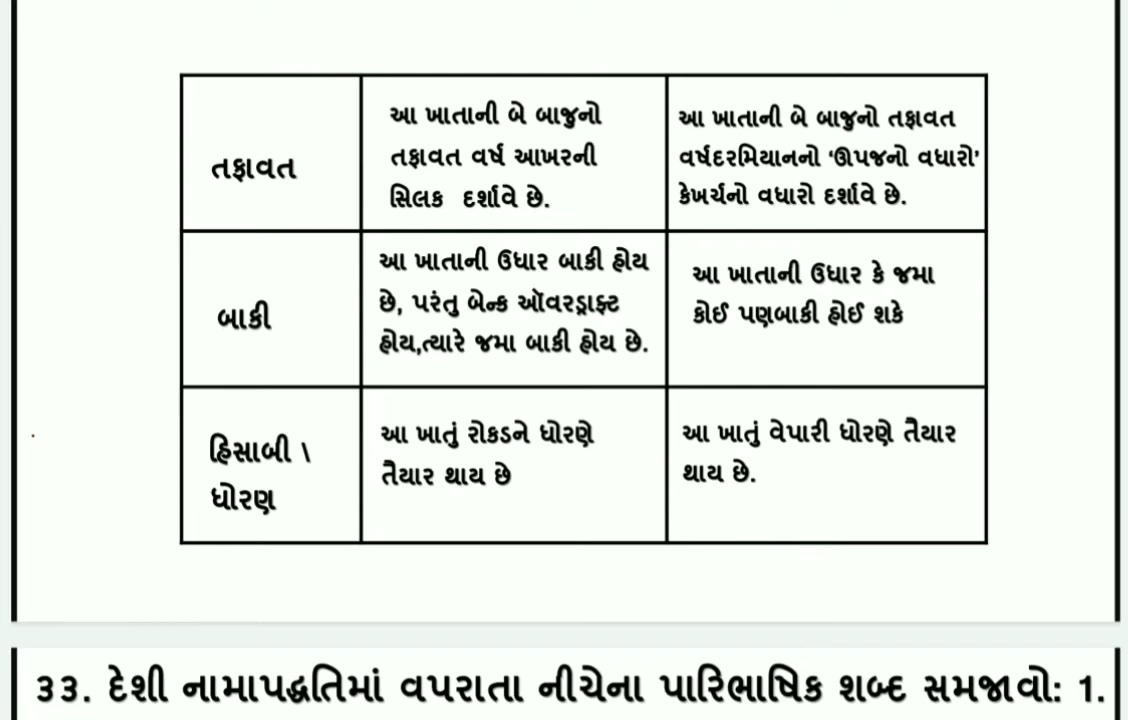 તફાવત
આ ખાતાની બે બાજુનો
તફાવત વર્ષ આખરની
સિલક દર્શાવે છે.
આ ખાતાની બે બાજુનો તફાવત
વર્ષદરમિયાનનો ‘ઊપજનો વધારો’
કેખર્ચનો વધારો દર્શાવે છે.
બાકી
આ ખાતાની ઉધાર બાકી હોય
છે, પરંતુ બેન્ક ઑવરડ્રાફ્ટ
હોય,ત્યારે જમા બાકી હોય છે.
આ ખાતાની ઉધાર કે જમા
કોઈ પણબાકી હોઈ શકે
હિસાબી \
ધોરણ
આ ખાતું રોકડને ધોરણે
તૈયાર થાય છે
આ ખાતું વેપારી ધોરણે તૈયાર
થાય છે.
૩૩. દેશી નામાપદ્ધતિમાં વપરાતા નીચેના પારિભાષિક શબ્દ સમજાવો: 1.